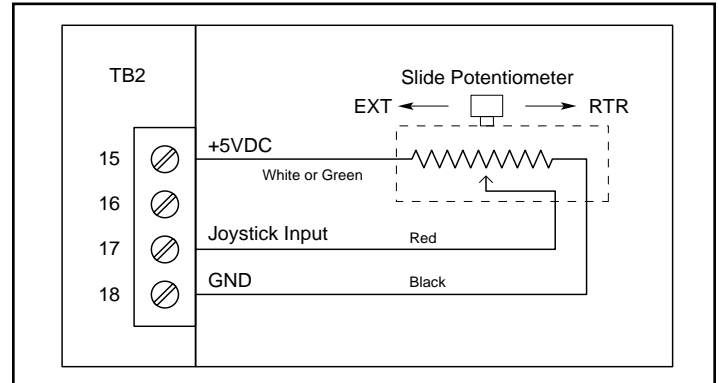 TB2
Slide Potentiometer
EXT RTR
15 +5VDC
White or Green
16
17 Joystick Input Red
18 GND Black